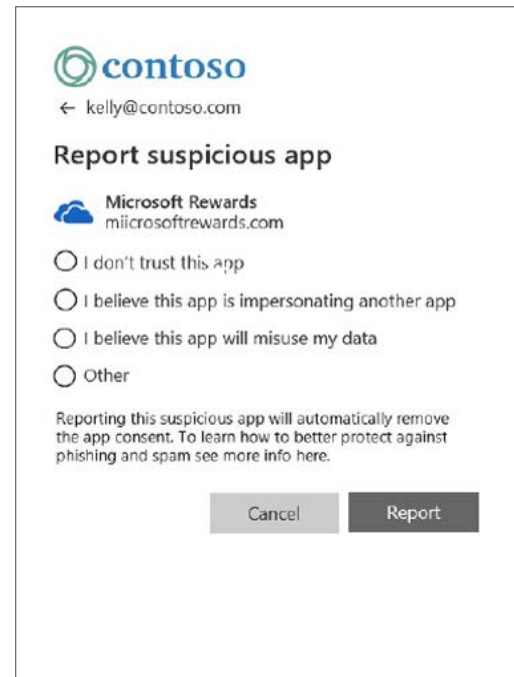 contoso
← kelly@contoso.com
Report suspicious app
Microsoft Rewards
miicrosoftrewards.com
I don't trust this app
I believe this app is impersonating another app
I believe this app will misuse my data
Other
Reporting this suspicious app will automatically remove
the app consent. To learn how to better protect against
phishing and spam see more info here.
Cancel
Report